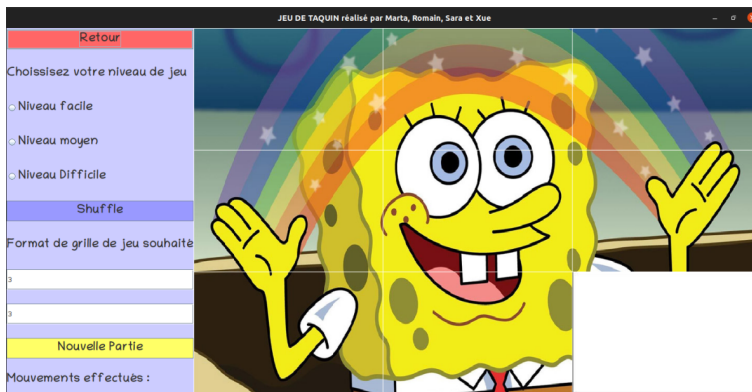 JEU DE TAQUIN réalisé par Marta, Romain, Sara et Xue
Retour
Choissisez votre niveau de jeu
Niveau facile
Niveau moyen
Niveau Difficile
Shuffle
Format de grille de jeu souhaité
3
3
Nouvelle Partie
Mouvements effectués :